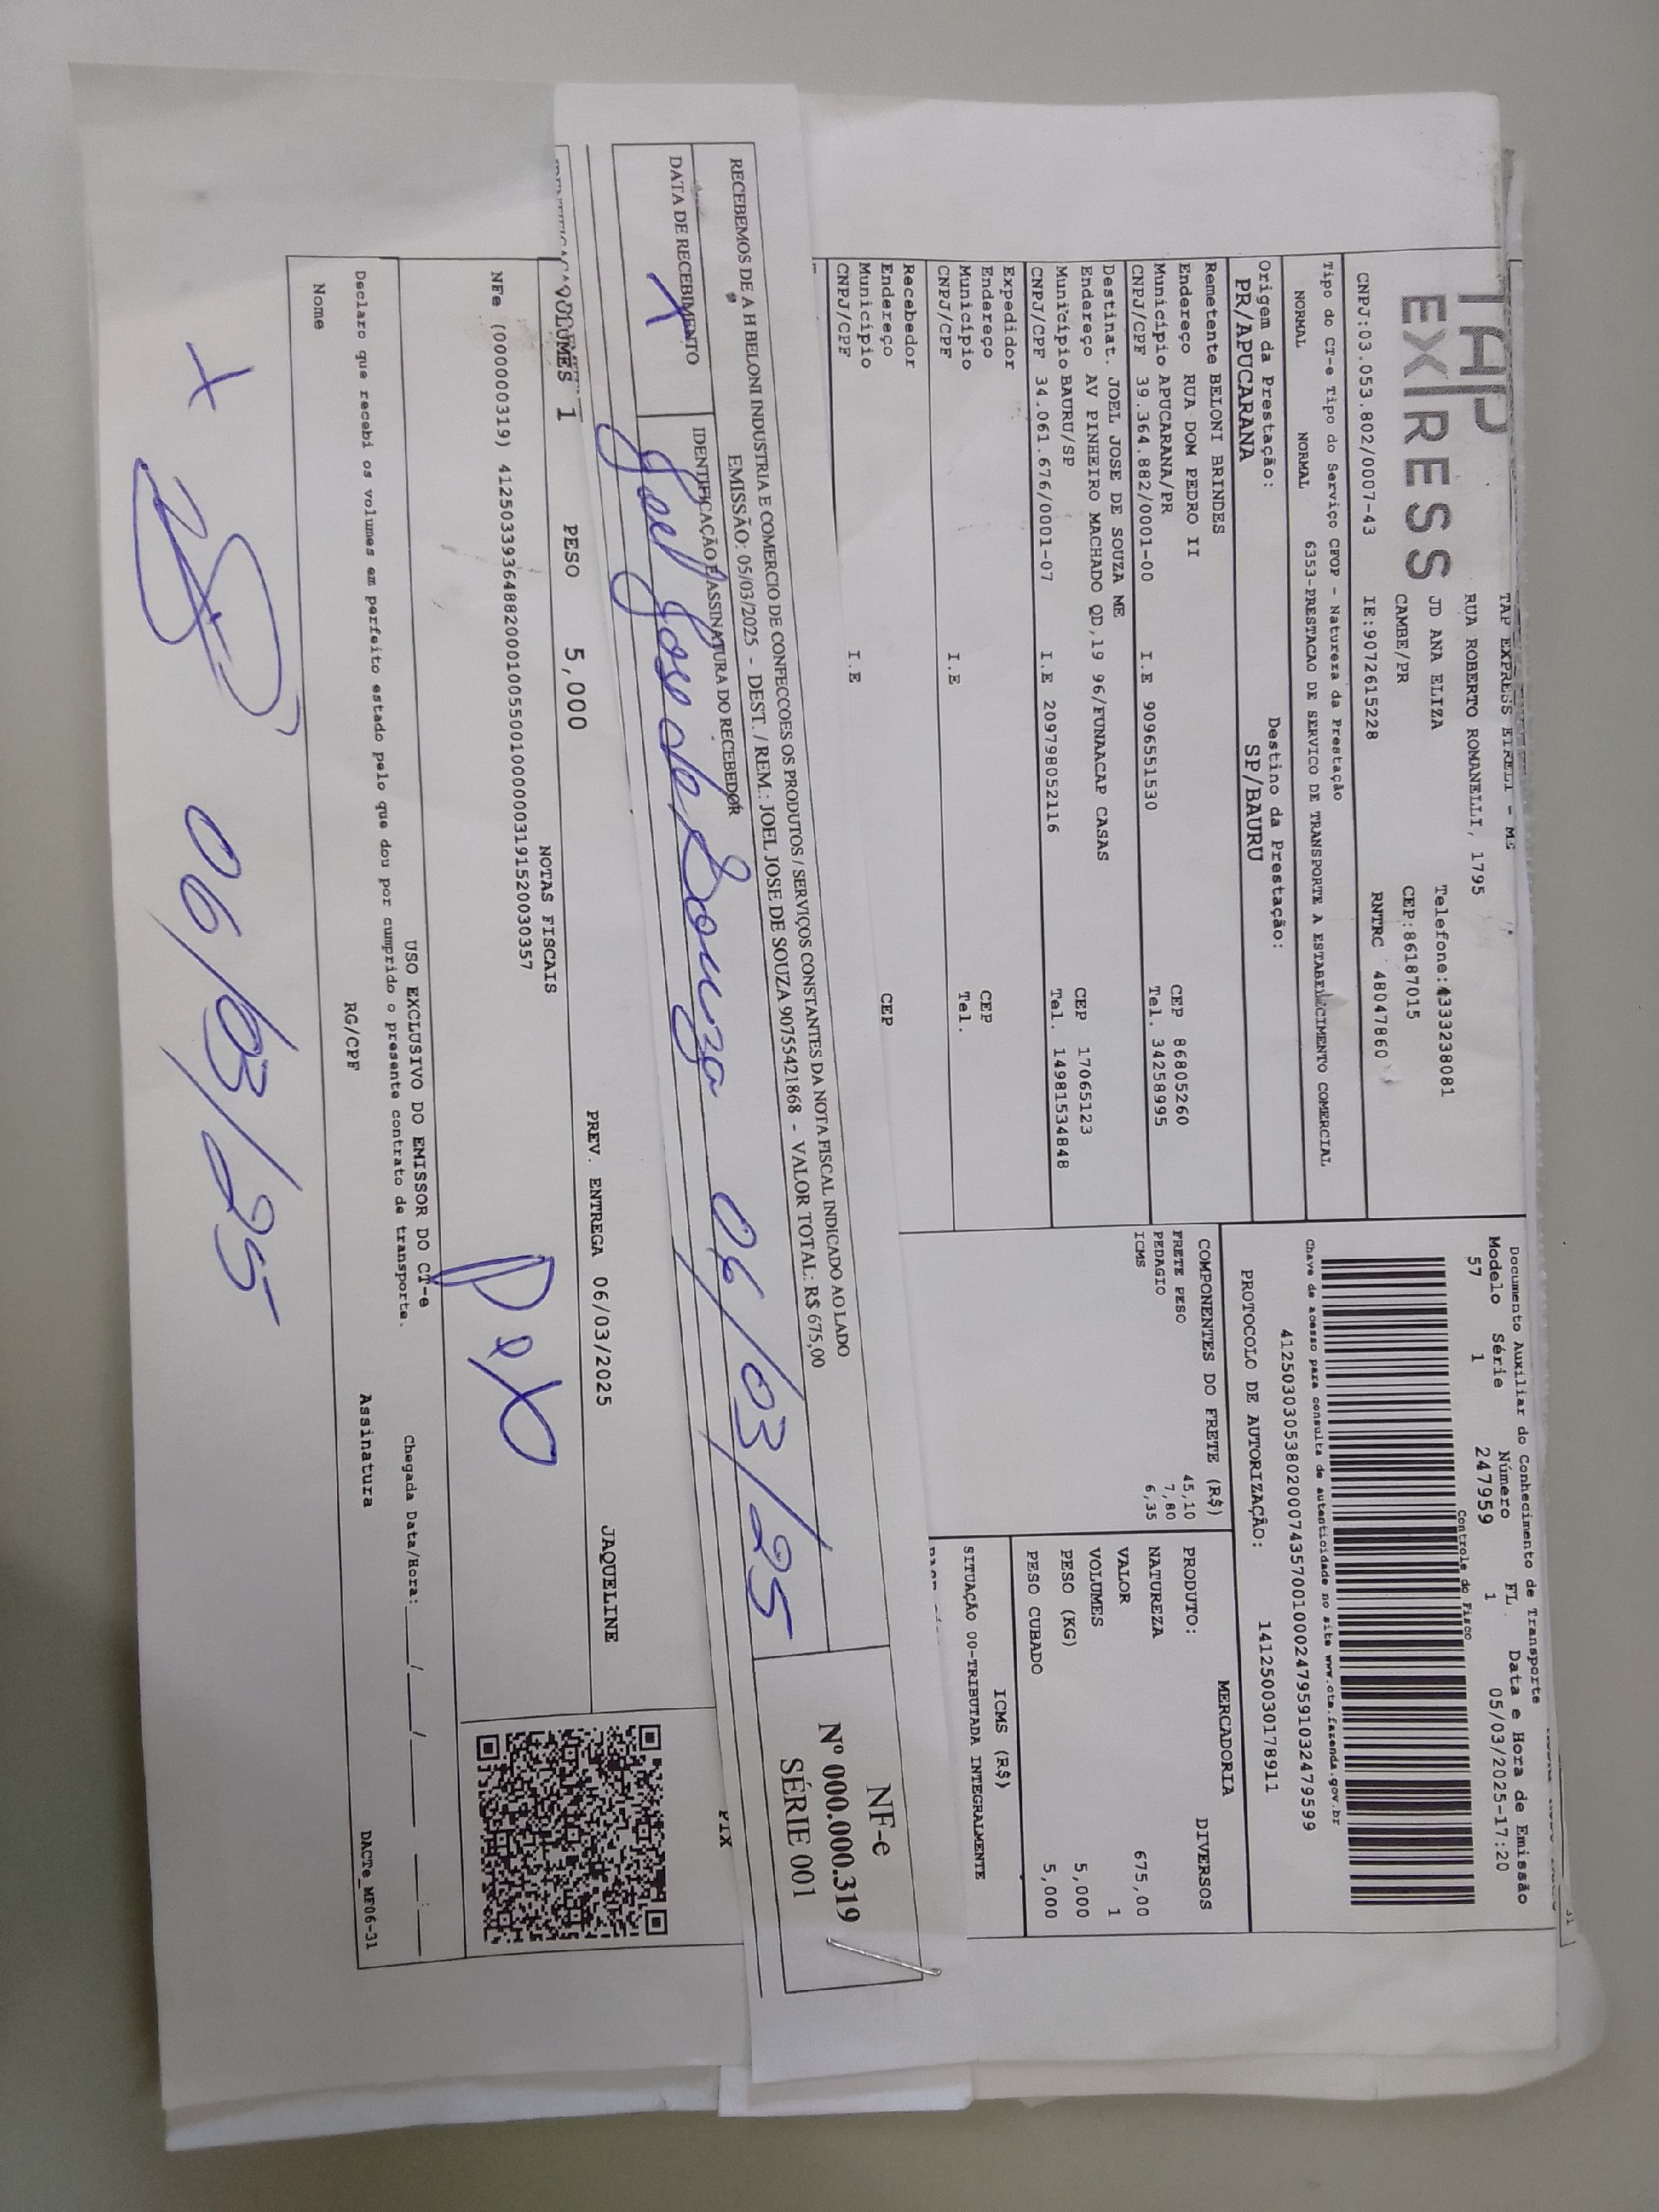 TAP EXPRESS
TAP EXPRESS EIRELI - ME
RUA ROBERTO ROMANELLI, 1795
JD ANA ELIZA
CAMBE/PR
Telefone:4333238081
CEP:86187015
CNPJ:03.053.802/0007-43 IE:9072615228 RNTRC 48047860
Documento Auxiliar do Conhecimento de Transporte
Modelo Série Número FL. Data e Hora de Emissão
57 1 247959 1 05/03/2025-17:20
Controle do Fisco
Chave de acesso para consulta de autenticidade no site www.cte.fazenda.gov.br
41250303053802000743570010002479591032479599
PROTOCOLO DE AUTORIZAÇÃO: 141250030178911
Tipo do CT-e Tipo do Serviço CFOP - Natureza da Prestação
NORMAL NORMAL 6353-PRESTACAO DE SERVICO DE TRANSPORTE A ESTABELECIMENTO COMERCIAL
Origem da Prestação: Destino da Prestação:
PR/APUCARANA SP/BAURU
Remetente BELONI BRINDES
Endereço RUA DOM PEDRO II CEP 86805260
Municipio APUCARANA/PR Tel. 34258995
CNPJ/CPF 39.364.882/0001-00 I.E 9096551530
Destinat. JOEL JOSE DE SOUZA ME
Endereço AV PINHEIRO MACHADO QD,19 96/FUNAACAP CASAS CEP 17065123
Município BAURU/SP Tel. 14981534848
CNPJ/CPF 34.061.676/0001-07 I.E 209798052116
Expedidor
Endereço CEP
Município Tel.
CNPJ/CPF I.E
Recebedor
Endereço CEP
Município
CNPJ/CPF I.E
COMPONENTES DO FRETE (R$)
FRETE PESO 45,10
PEDAGIO 7,80
ICMS 6,35
MERCADORIA
PRODUTO: DIVERSOS
NATUREZA
VALOR 675,00
VOLUMES 1
PESO (KG) 5,000
PESO CUBADO 5,000
ICMS (R$)
SITUAÇÃO 00-TRIBUTADA INTEGRALMENTE
RECEBEMOS DE A H BELONI INDUSTRIA E COMERCIO DE CONFECCOES OS PRODUTOS / SERVIÇOS CONSTANTES DA NOTA FISCAL INDICADO AO LADO
EMISSÃO: 05/03/2025 - DEST. / REM.: JOEL JOSE DE SOUZA 90755421868 - VALOR TOTAL: R$ 675,00
DATA DE RECEBIMENTO IDENTIFICAÇÃO E ASSINATURA DO RECEBEDOR
X Joel Jose de Souza 06/03/25
NF-e
Nº 000.000.319
SÉRIE 001
PIX
VOLUMES 1 PESO 5,000 PREV. ENTREGA 06/03/2025 JAQUELINE
NOTAS FISCAIS
NFe (000000319) 41250339364882000100550010000003191520030357
USO EXCLUSIVO DO EMISSOR DO CT-e
Declaro que recebi os volumes em perfeito estado pelo que dou por cumprido o presente contrato de transporte.
Chegada Data/Hora:____/____/____ __:__
Nome RG/CPF Assinatura
DACTe_MF06-31
X 06/03/25